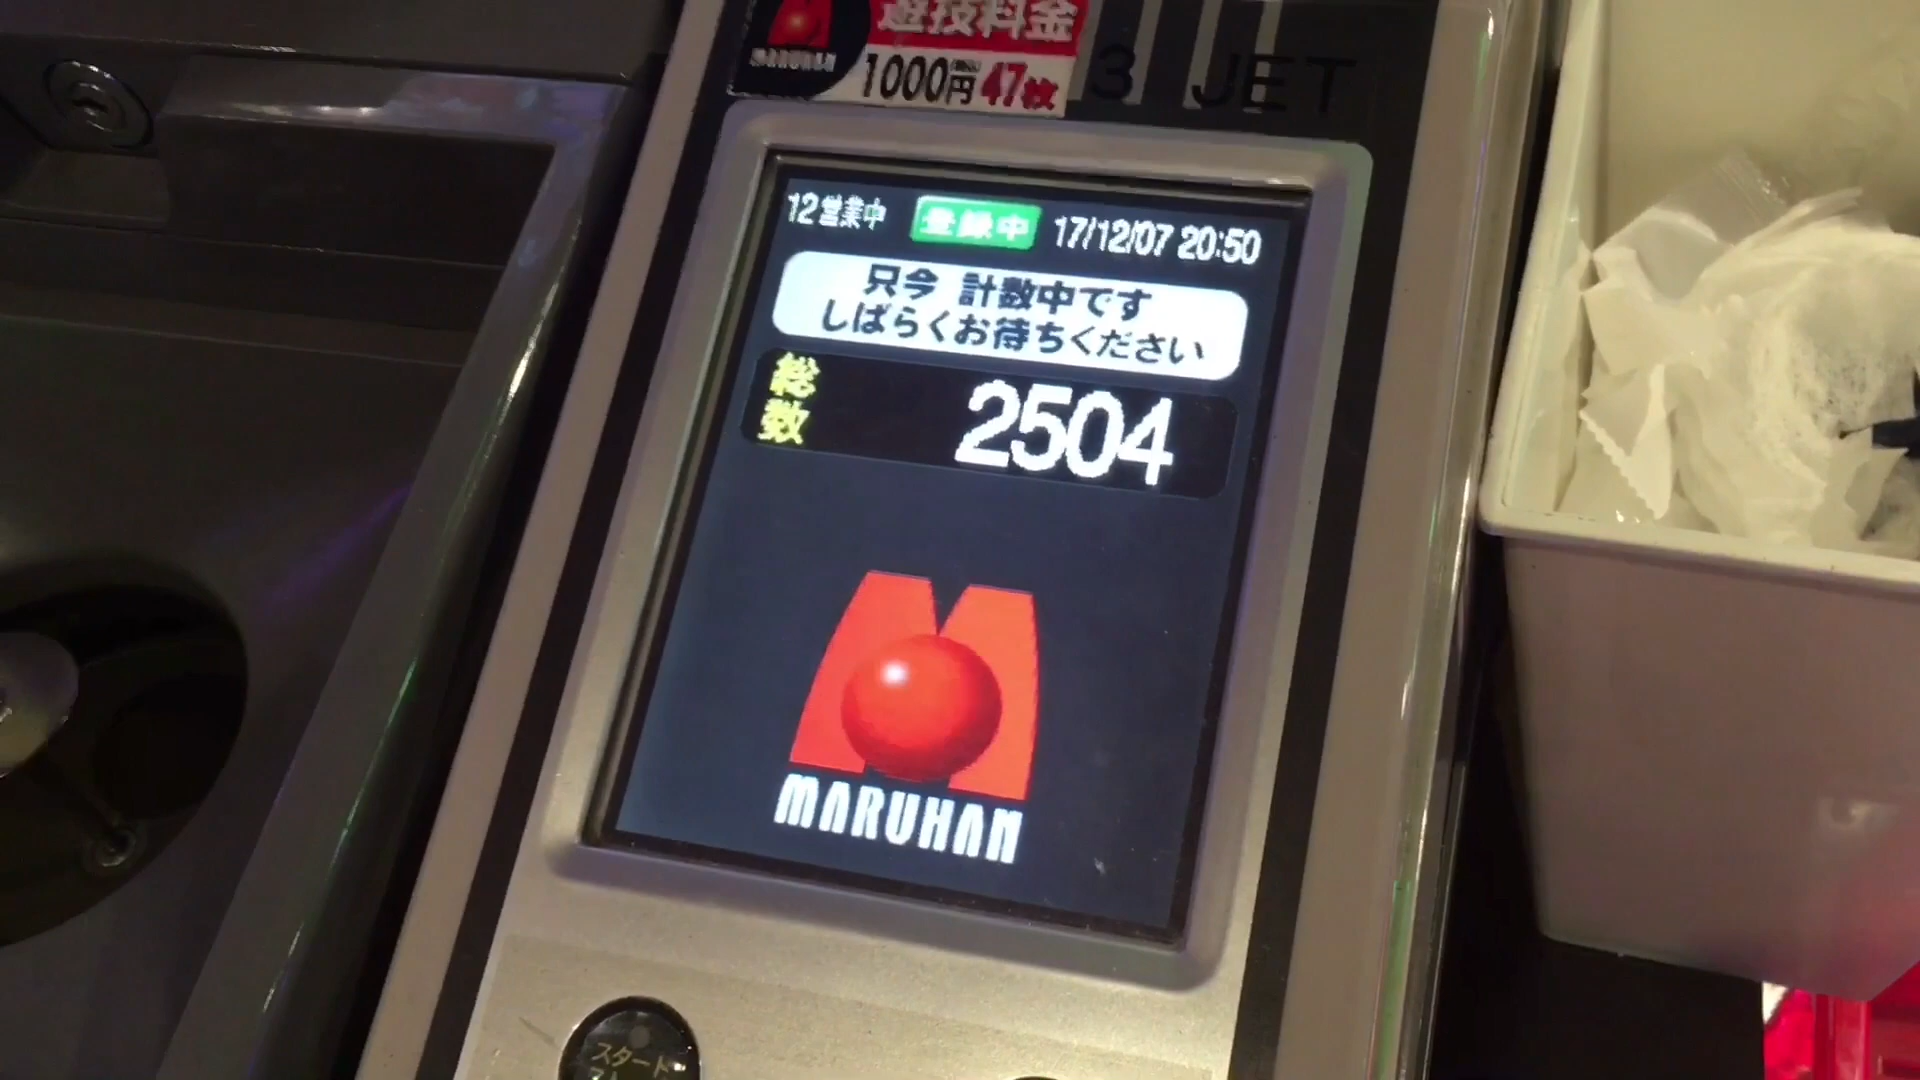 遊技料金
MARUHAN
1000円(税込)47枚
3 JET
12営業中 登録中 17/12/07 20:50
只今 計数中です
しばらくお待ちください
総数 2504
MARUHAN
スタート